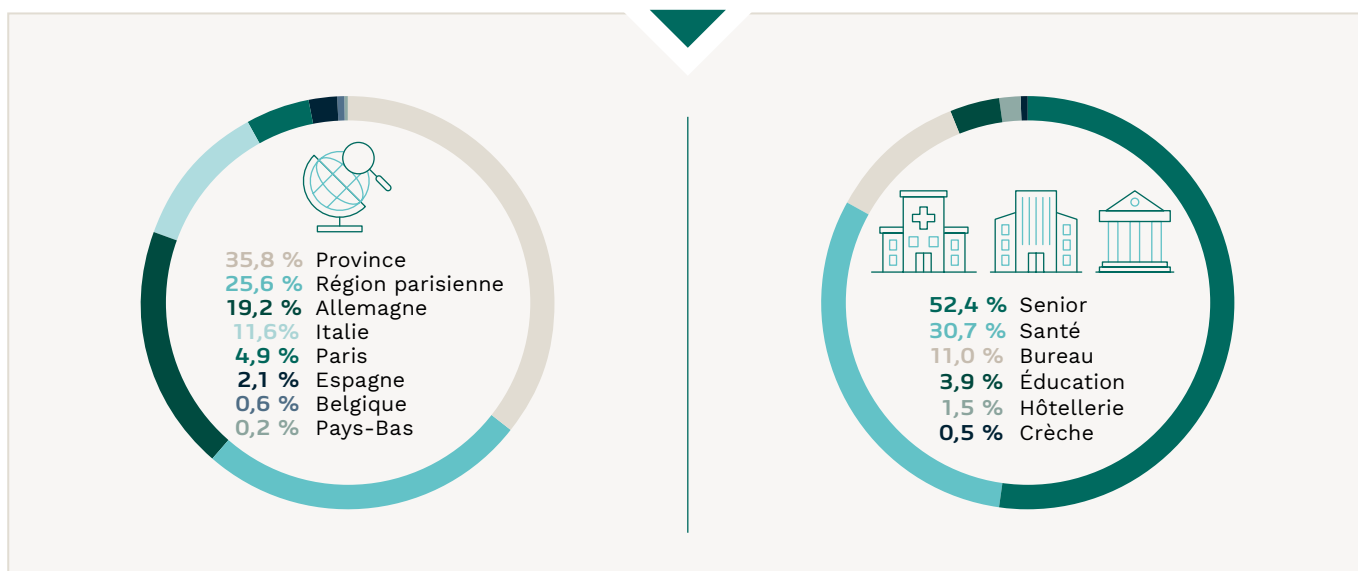 35,8 % Province
25,6 % Région parisienne
19,2 % Allemagne
11,6% Italie
4,9 % Paris
2,1 % Espagne
0,6 % Belgique
0,2 % Pays-Bas
52,4 % Senior
30,7 % Santé
11,0 % Bureau
3,9 % Éducation
1,5 % Hôtellerie
0,5 % Crèche